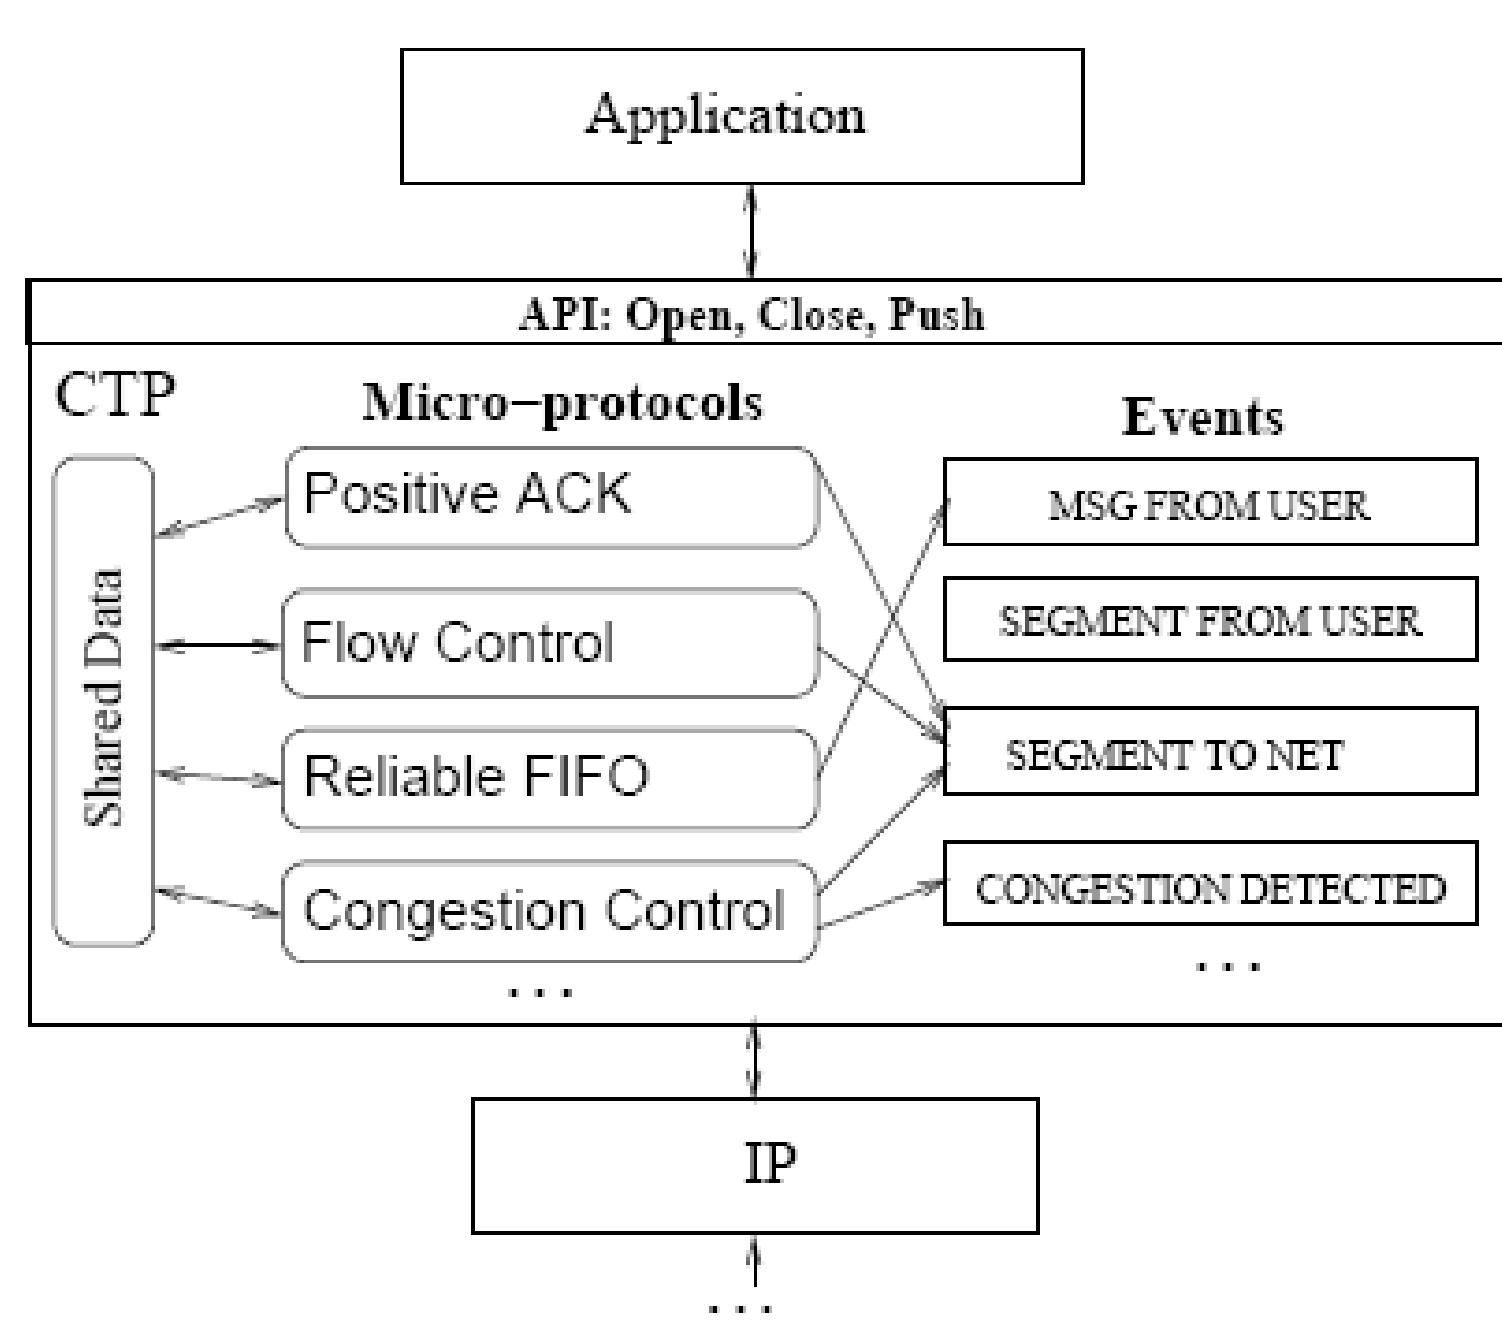 Application
API: Open, Close, Push
CTP
Micro−protocols
Events
Shared Data
Positive ACK
Flow Control
Reliable FIFO
Congestion Control
. . .
MSG FROM USER
SEGMENT FROM USER
SEGMENT TO NET
CONGESTION DETECTED
. . .
IP
. . .